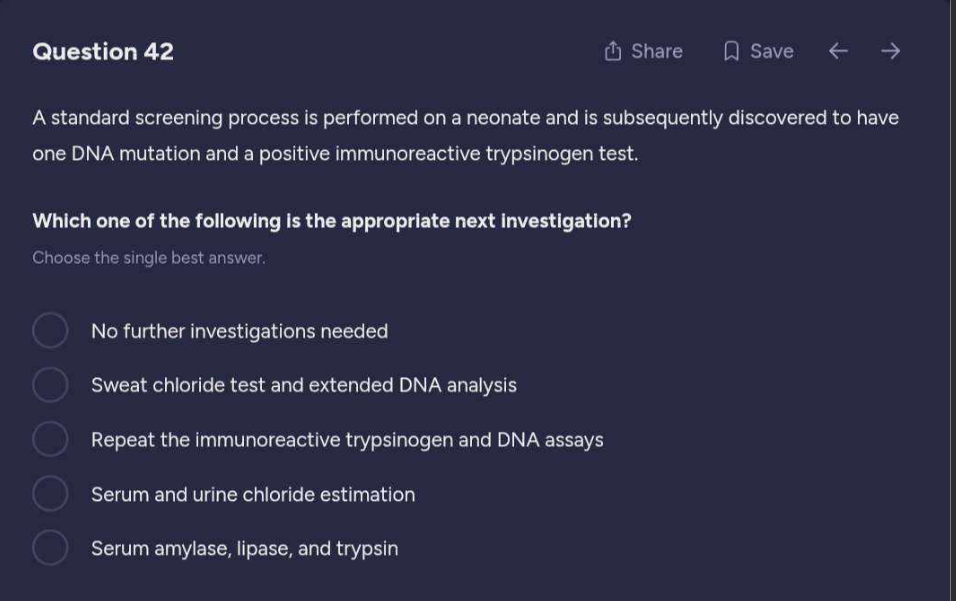 Question 42
Share
Save
A standard screening process is performed on a neonate and is subsequently discovered to have
one DNA mutation and a positive immunoreactive trypsinogen test.
Which one of the following is the appropriate next investigation?
Choose the single best answer.
No further investigations needed
Sweat chloride test and extended DNA analysis
Repeat the immunoreactive trypsinogen and DNA assays
Serum and urine chloride estimation
Serum amylase, lipase, and trypsin